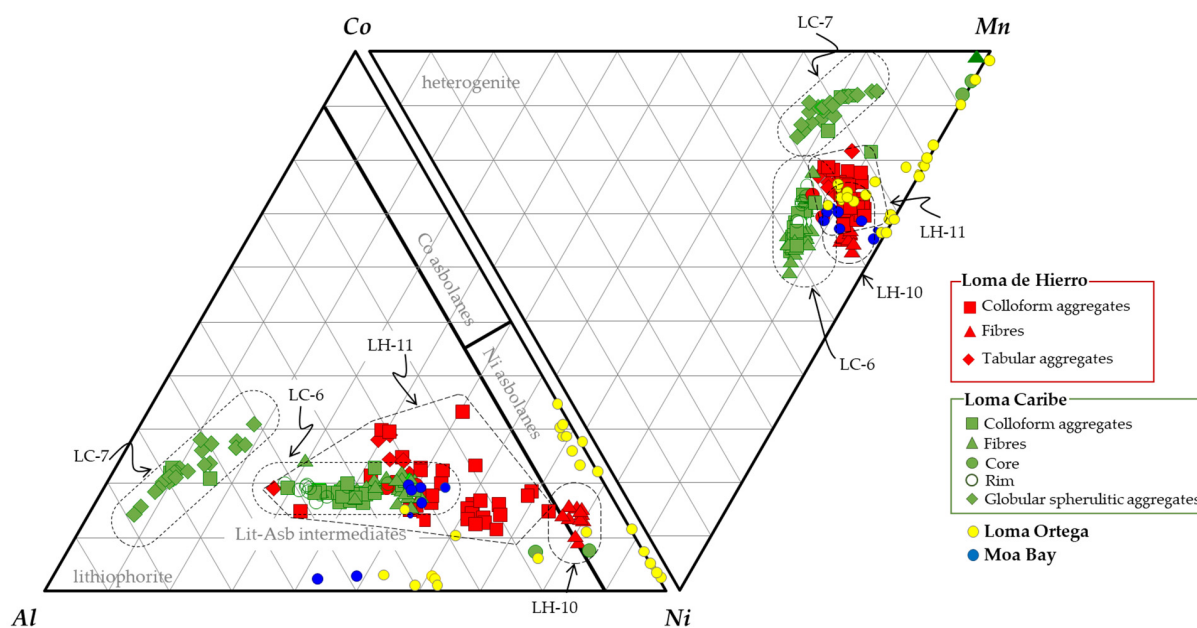 LC-7
Co
Mn
heterogenite
Co asbolanes
LH-11
LH-10
Loma de Hierro
Colloform aggregates
Fibres
Tabular aggregates
LH-11
Ni asbolanes
LC-6
LC-6
Loma Caribe
Colloform aggregates
Fibres
Core
Rim
Globular spherulitic aggregates
LC-7
Lit-Asb intermediates
Loma Ortega
Moa Bay
lithiophorite
LH-10
Al
Ni